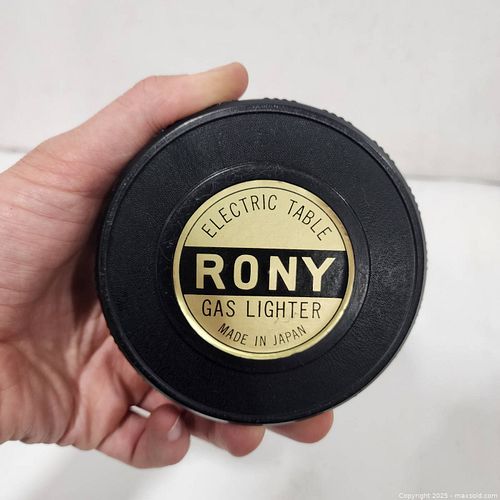 ELECTRIC TABLE
RONY
GAS LIGHTER
MADE IN JAPAN
Copyright 2025 - maxsold.com